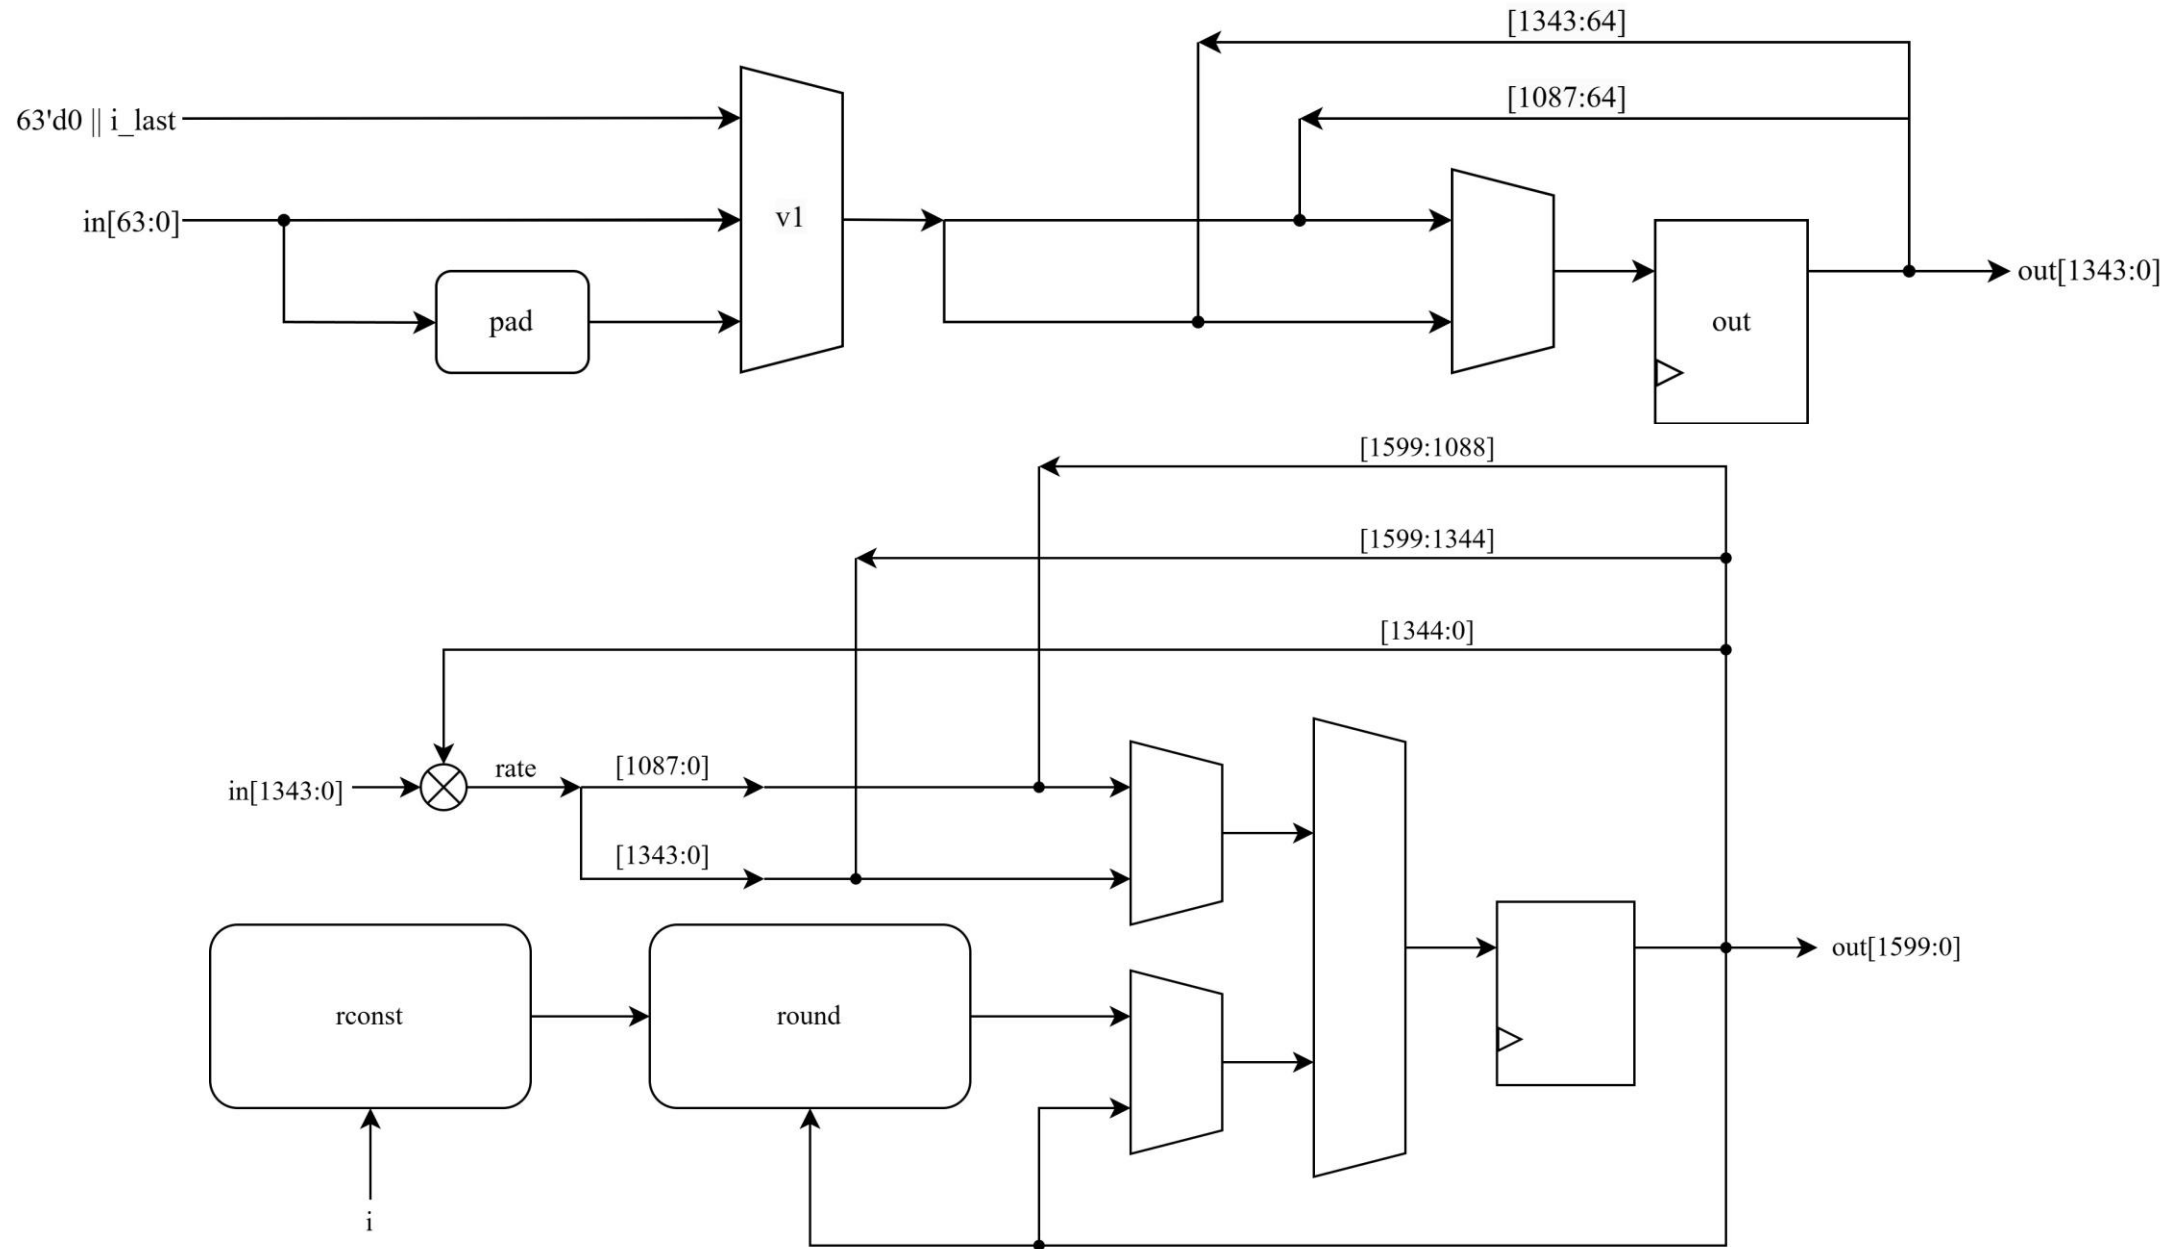 [1343:64]
[1087:64]
63'd0 || i_last
in[63:0]
v1
pad
out
out[1343:0]
[1599:1088]
[1599:1344]
[1344:0]
in[1343:0]
rate
[1087:0]
[1343:0]
rconst
round
out[1599:0]
i